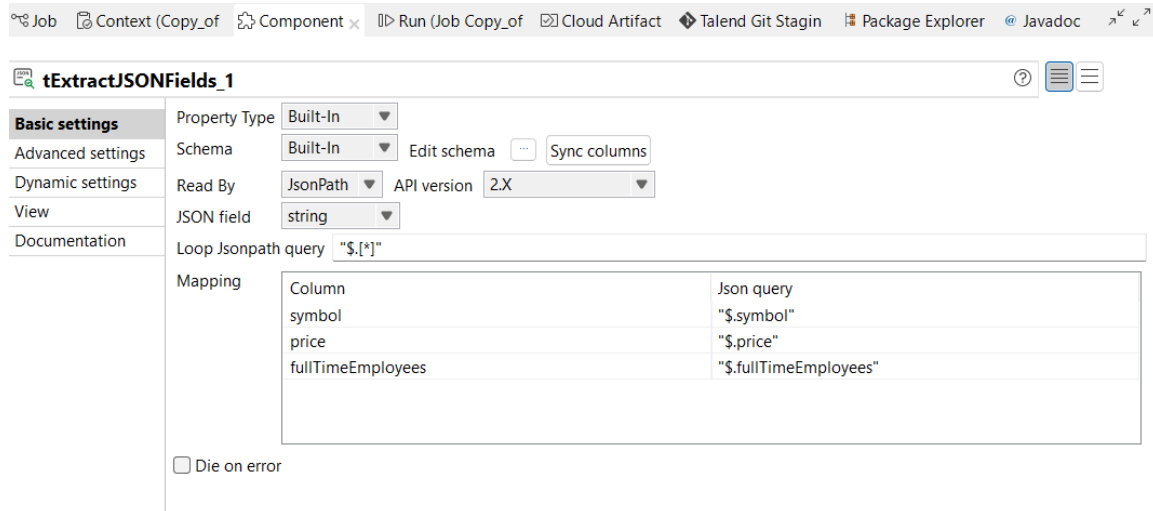 Job Context (Copy_of Component Run (Job Copy_of Cloud Artifact Talend Git Stagin Package Explorer @ Javadoc
tExtractJSONFields_1
Basic settings
Advanced settings
Dynamic settings
View
Documentation
Property Type Built-In
Schema Built-In Edit schema ... Sync columns
Read By JsonPath API version 2.X
JSON field string
Loop Jsonpath query "$.[*]"
Mapping
Column Json query
symbol "$.symbol"
price "$.price"
fullTimeEmployees "$.fullTimeEmployees"
Die on error